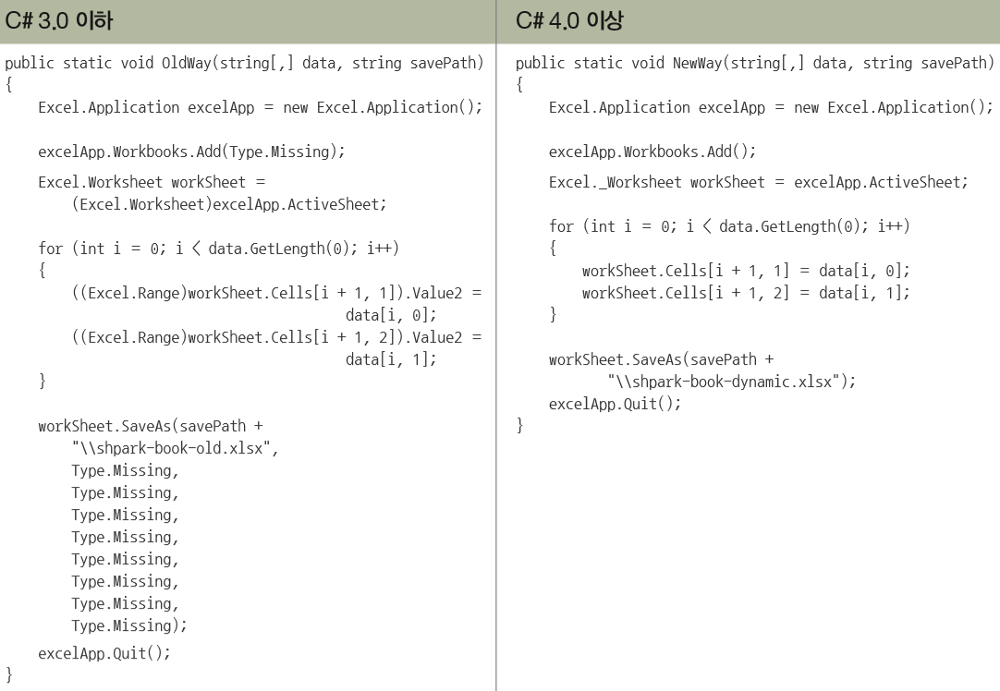 C# 3.0 이하
public static void OldWay(string[,] data, string savePath)
{
    Excel.Application excelApp = new Excel.Application();

    excelApp.Workbooks.Add(Type.Missing);
    Excel.Worksheet workSheet =
        (Excel.Worksheet)excelApp.ActiveSheet;

    for (int i = 0; i < data.GetLength(0); i++)
    {
        ((Excel.Range)workSheet.Cells[i + 1, 1]).Value2 =
                                         data[i, 0];
        ((Excel.Range)workSheet.Cells[i + 1, 2]).Value2 =
                                         data[i, 1];
    }

    workSheet.SaveAs(savePath +
        "\\shpark-book-old.xlsx",
        Type.Missing,
        Type.Missing,
        Type.Missing,
        Type.Missing,
        Type.Missing,
        Type.Missing,
        Type.Missing,
        Type.Missing);
    excelApp.Quit();
}
C# 4.0 이상
public static void NewWay(string[,] data, string savePath)
{
    Excel.Application excelApp = new Excel.Application();

    excelApp.Workbooks.Add();
    Excel._Worksheet workSheet = excelApp.ActiveSheet;

    for (int i = 0; i < data.GetLength(0); i++)
    {
        workSheet.Cells[i + 1, 1] = data[i, 0];
        workSheet.Cells[i + 1, 2] = data[i, 1];
    }

    workSheet.SaveAs(savePath +
           "\\shpark-book-dynamic.xlsx");
    excelApp.Quit();
}